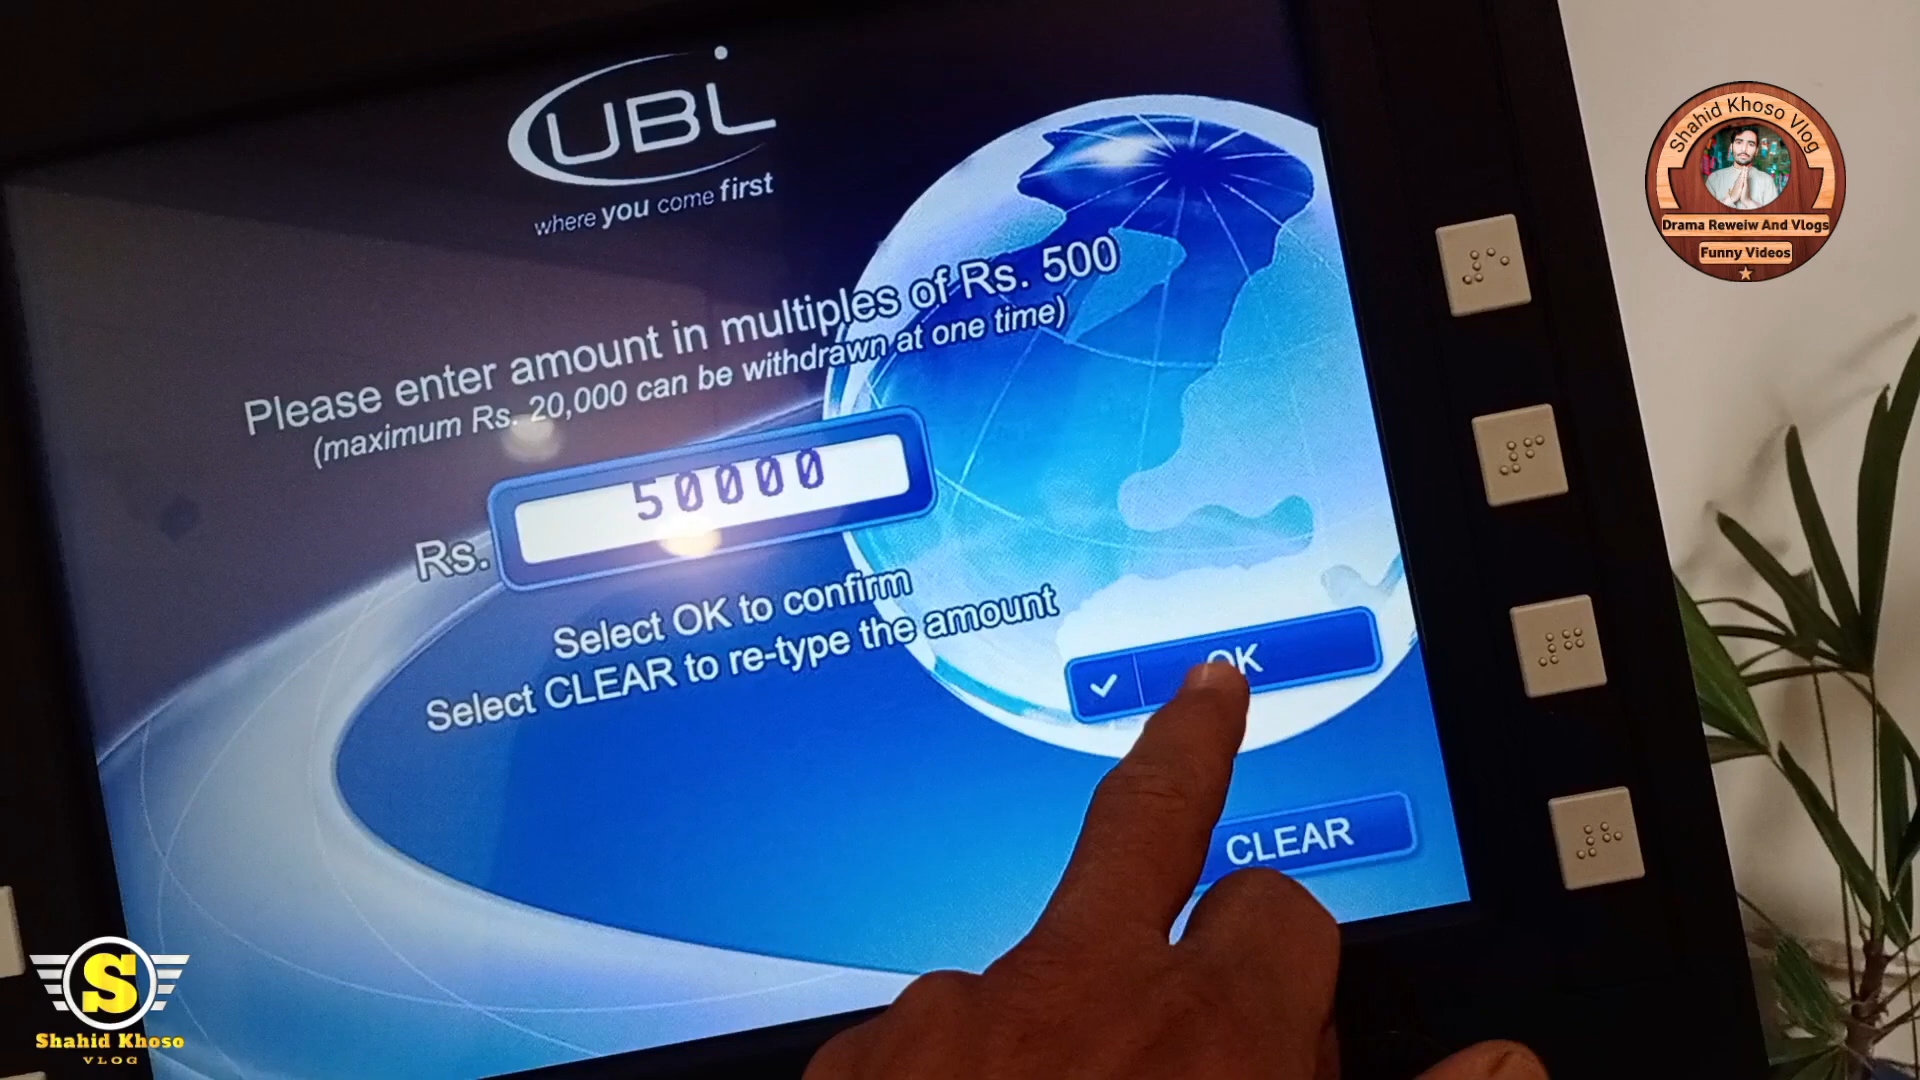 UBL
where you come first
Please enter amount in multiples of Rs. 500
(maximum Rs. 20,000 can be withdrawn at one time)
Rs. 50000
Select OK to confirm
Select CLEAR to re-type the amount
OK
CLEAR
Shahid Khoso Vlog
Drama Reweiw And Vlogs
Funny Videos
S
Shahid Khoso
VLOG